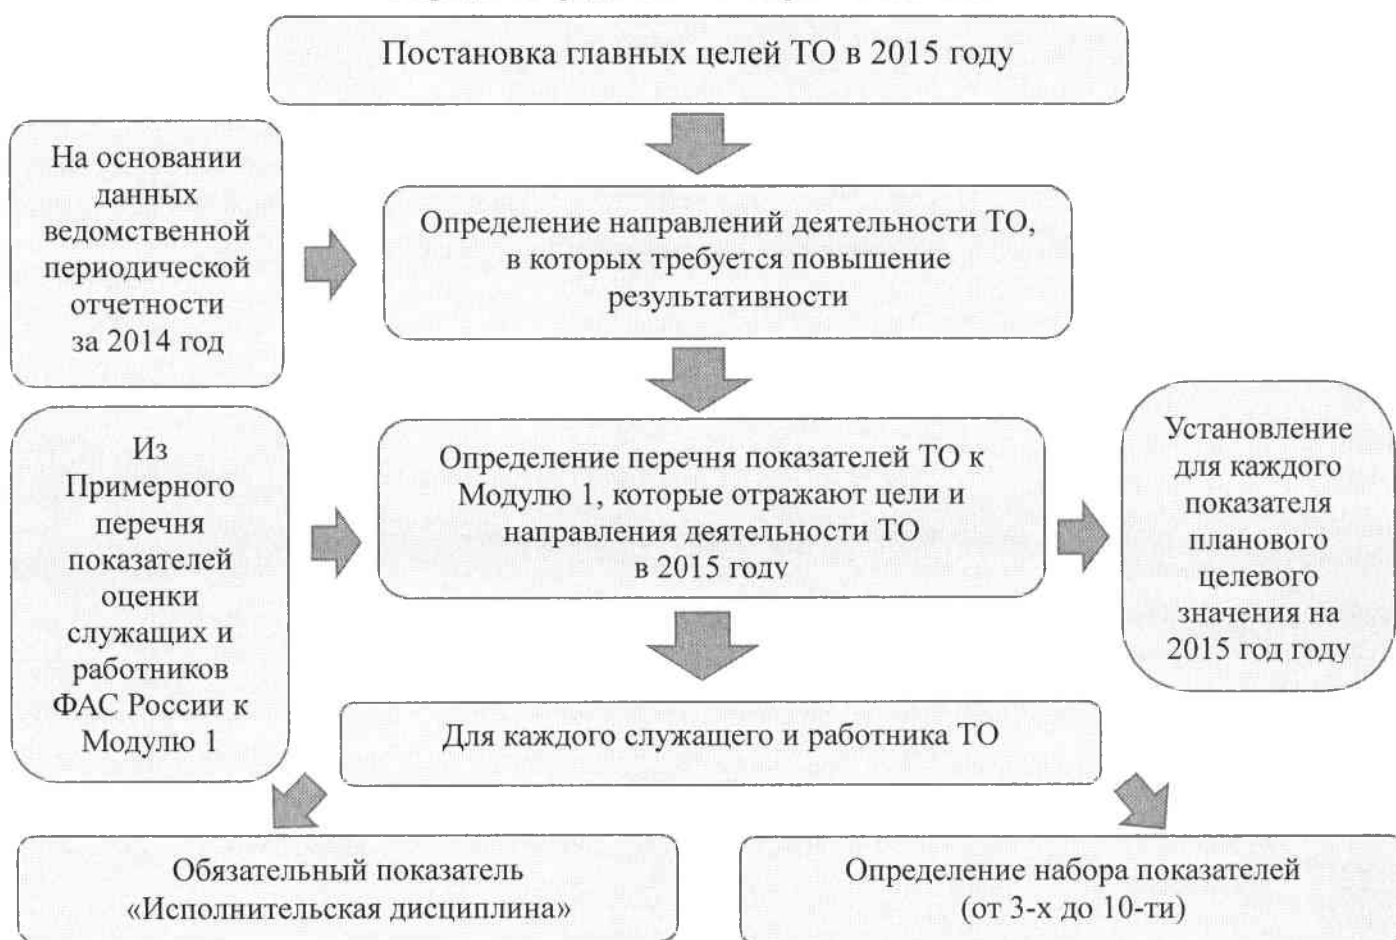 Постановка главных целей ТО в 2015 году
На основании
данных
ведомственной
периодической
отчетности
за 2014 год
Определение направлений деятельности ТО,
в которых требуется повышение
результативности
Из
Примерного
перечня
показателей
оценки
служащих и
работников
ФАС России к
Модулю 1
Определение перечня показателей ТО к
Модулю 1, которые отражают цели и
направления деятельности ТО
в 2015 году
Установление
для каждого
показателя
планового
целевого
значения на
2015 год году
Для каждого служащего и работника ТО
Обязательный показатель
«Исполнительская дисциплина»
Определение набора показателей
(от 3-х до 10-ти)